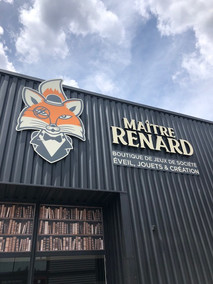 MAÎTRE
RENARD
BOUTIQUE DE JEUX DE SOCIÉTÉ
ÉVEIL, JOUETS & CRÉATION